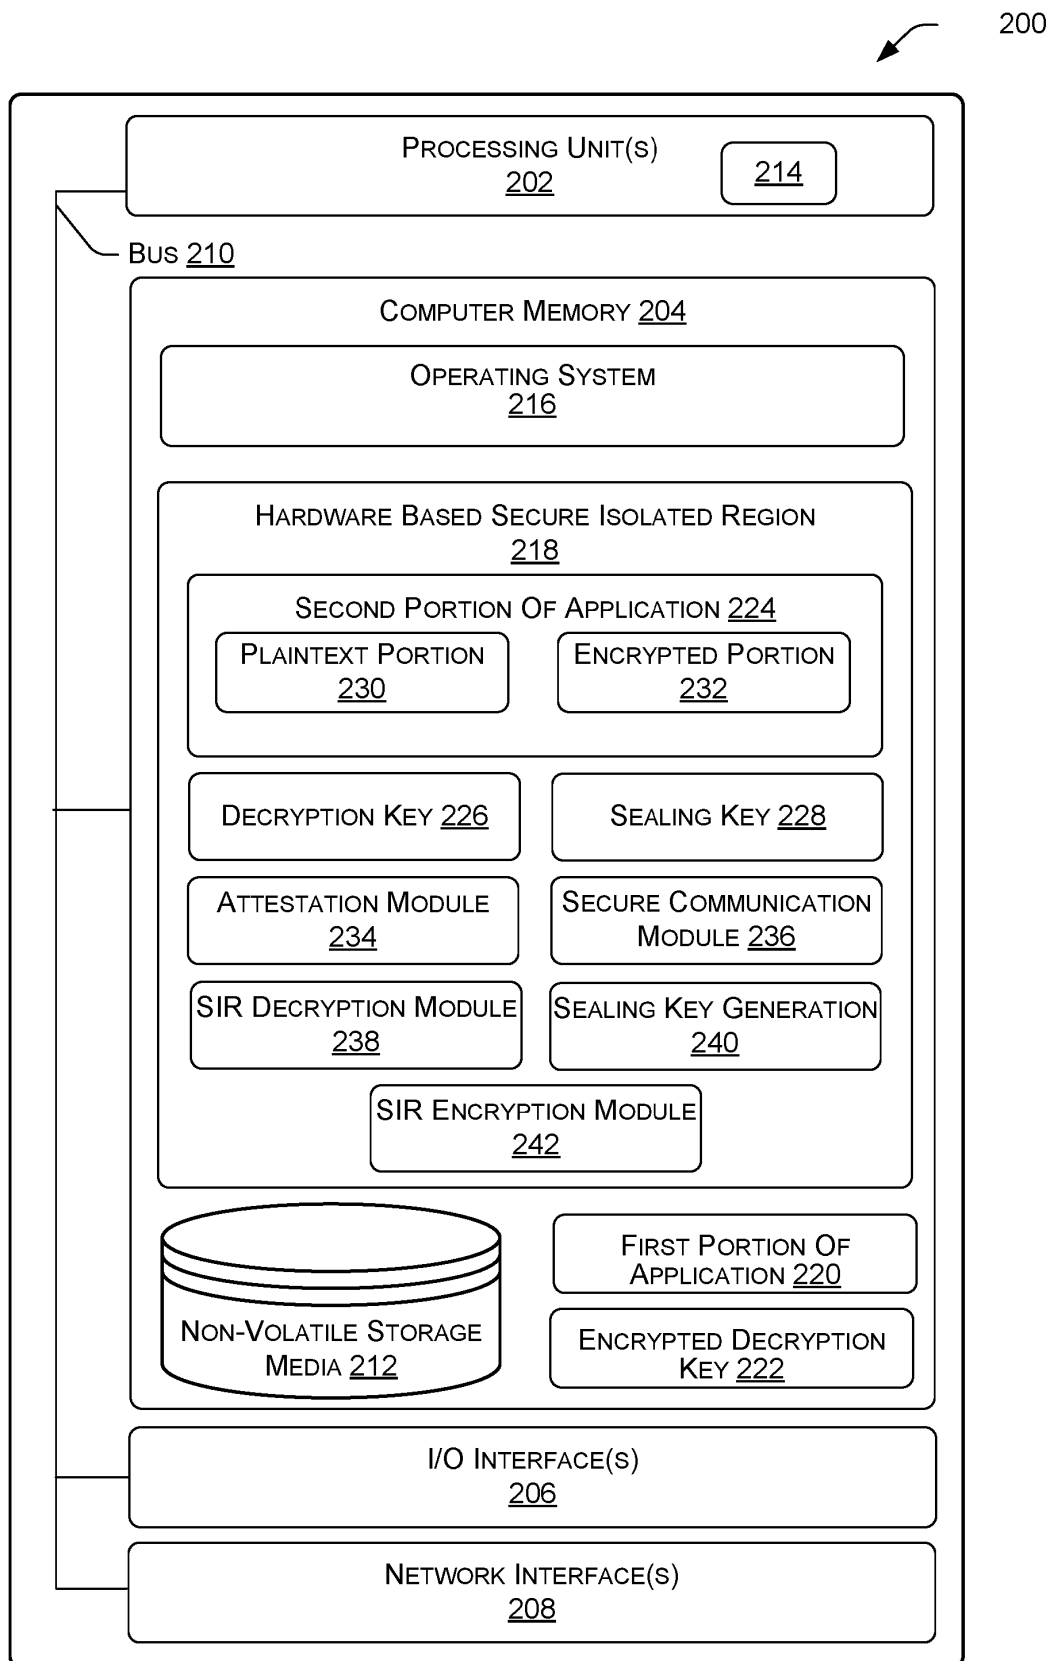 200
PROCESSING UNIT(S)
202
214
BUS 210
COMPUTER MEMORY 204
OPERATING SYSTEM
216
HARDWARE BASED SECURE ISOLATED REGION
218
SECOND PORTION OF APPLICATION 224
PLAINTEXT PORTION
230
ENCRYPTED PORTION
232
DECRYPTION KEY 226
SEALING KEY 228
ATTESTATION MODULE
234
SECURE COMMUNICATION
MODULE 236
SIR DECRYPTION MODULE
238
SEALING KEY GENERATION
240
SIR ENCRYPTION MODULE
242
NON-VOLATILE STORAGE
MEDIA 212
FIRST PORTION OF
APPLICATION 220
ENCRYPTED DECRYPTION
KEY 222
I/O INTERFACE(S)
206
NETWORK INTERFACE(S)
208